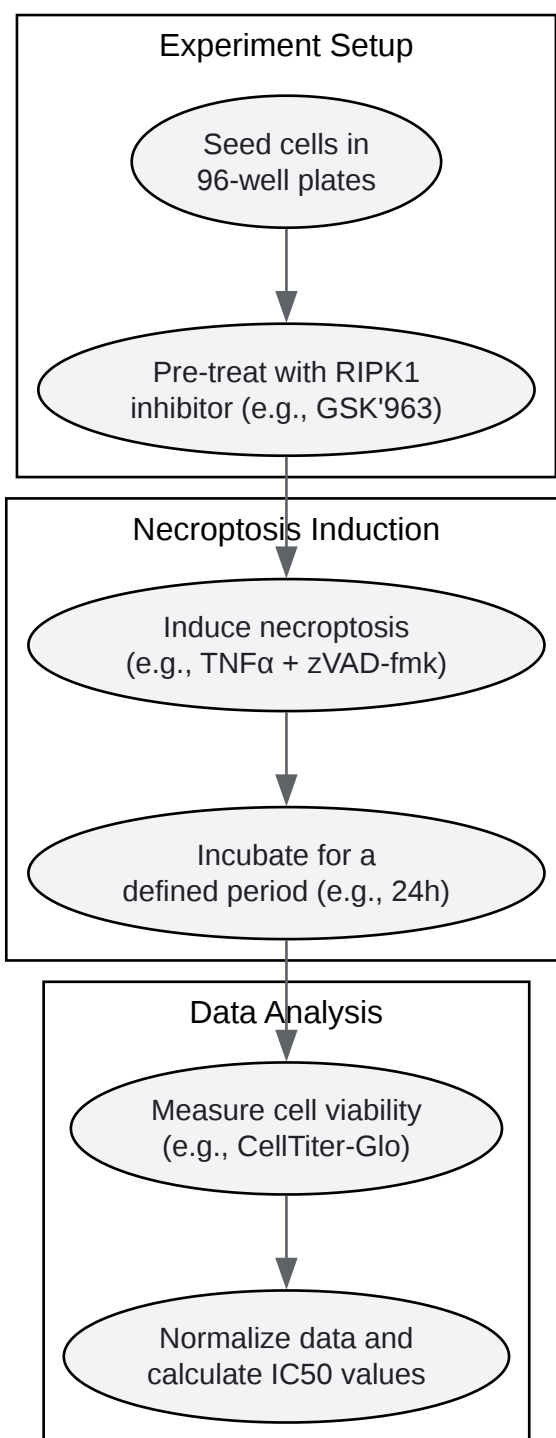 Experiment Setup
Seed cells in
96-well plates
Pre-treat with RIPK1
inhibitor (e.g., GSK'963)
Necroptosis Induction
Induce necroptosis
(e.g., TNFα + zVAD-fmk)
Incubate for a
defined period (e.g., 24h)
Data Analysis
Measure cell viability
(e.g., CellTiter-Glo)
Normalize data and
calculate IC50 values